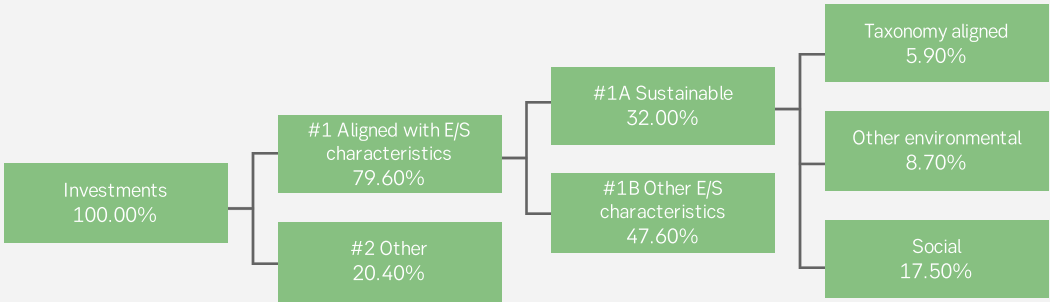 Investments
100.00%
#1 Aligned with E/S
characteristics
79.60%
#2 Other
20.40%
#1A Sustainable
32.00%
#1B Other E/S
characteristics
47.60%
Taxonomy aligned
5.90%
Other environmental
8.70%
Social
17.50%